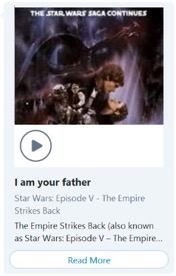 THE STAR WARS SAGA CONTINUES
I am your father
Star Wars: Episode V - The Empire
Strikes Back
The Empire Strikes Back (also known
as Star Wars: Episode V – The Empire...
Read More